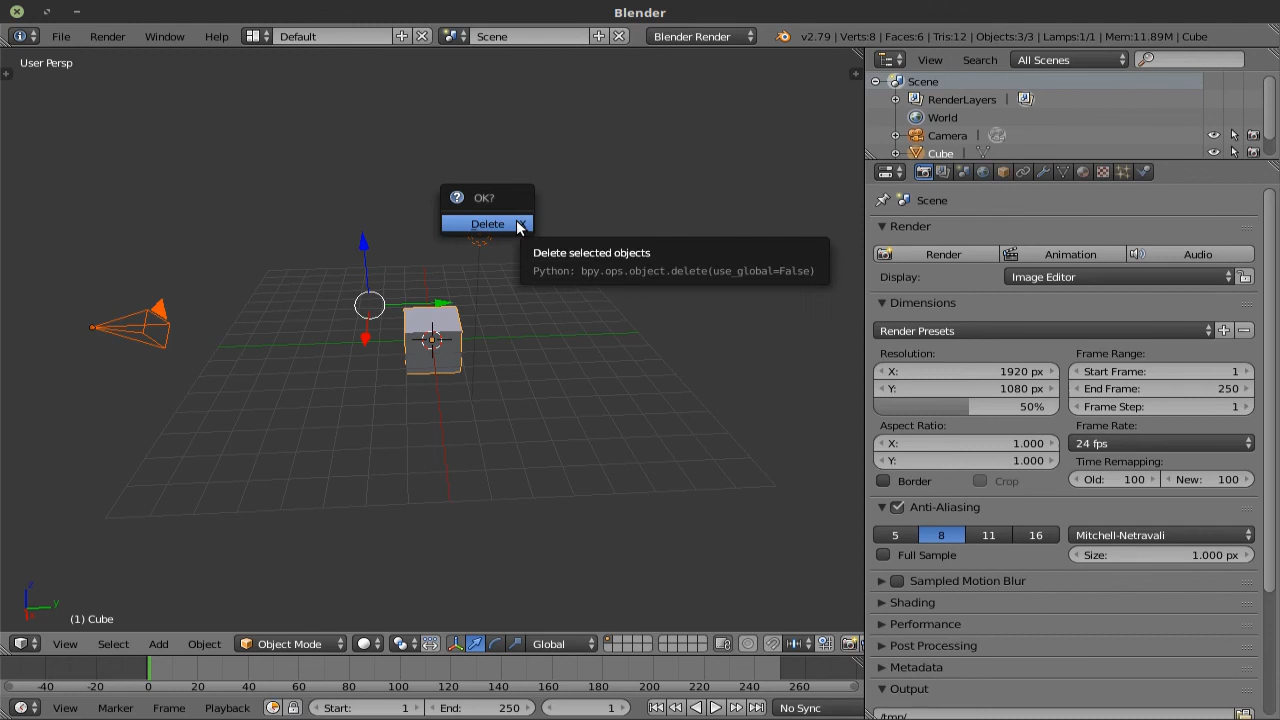 Blender
File Render Window Help Default Scene Blender Render v2.79 | Verts:8 | Faces:6 | Tris:12 | Objects:3/3 | Lamps:1/1 | Mem:11.89M | Cube
User Persp
OK?
Delete X
Delete selected objects
Python: bpy.ops.object.delete(use_global=False)
z
y
x
(1) Cube
View Select Add Object Object Mode Global
-40 -20 0 20 40 60 80 100 120 140 160 180 200 220 240 260
View Marker Frame Playback Start: 1 End: 250 1 No Sync
View Search All Scenes
Scene
RenderLayers
World
Camera
Cube
Scene
Render
Render Animation Audio
Display: Image Editor
Dimensions
Render Presets
Resolution: Frame Range:
X: 1920 px Start Frame: 1
Y: 1080 px End Frame: 250
50% Frame Step: 1
Aspect Ratio: Frame Rate:
X: 1.000 24 fps
Y: 1.000 Time Remapping:
Border Crop Old: 100 New: 100
Anti-Aliasing
5 8 11 16 Mitchell-Netravali
Full Sample Size: 1.000 px
Sampled Motion Blur
Shading
Performance
Post Processing
Metadata
Output
/tmp/